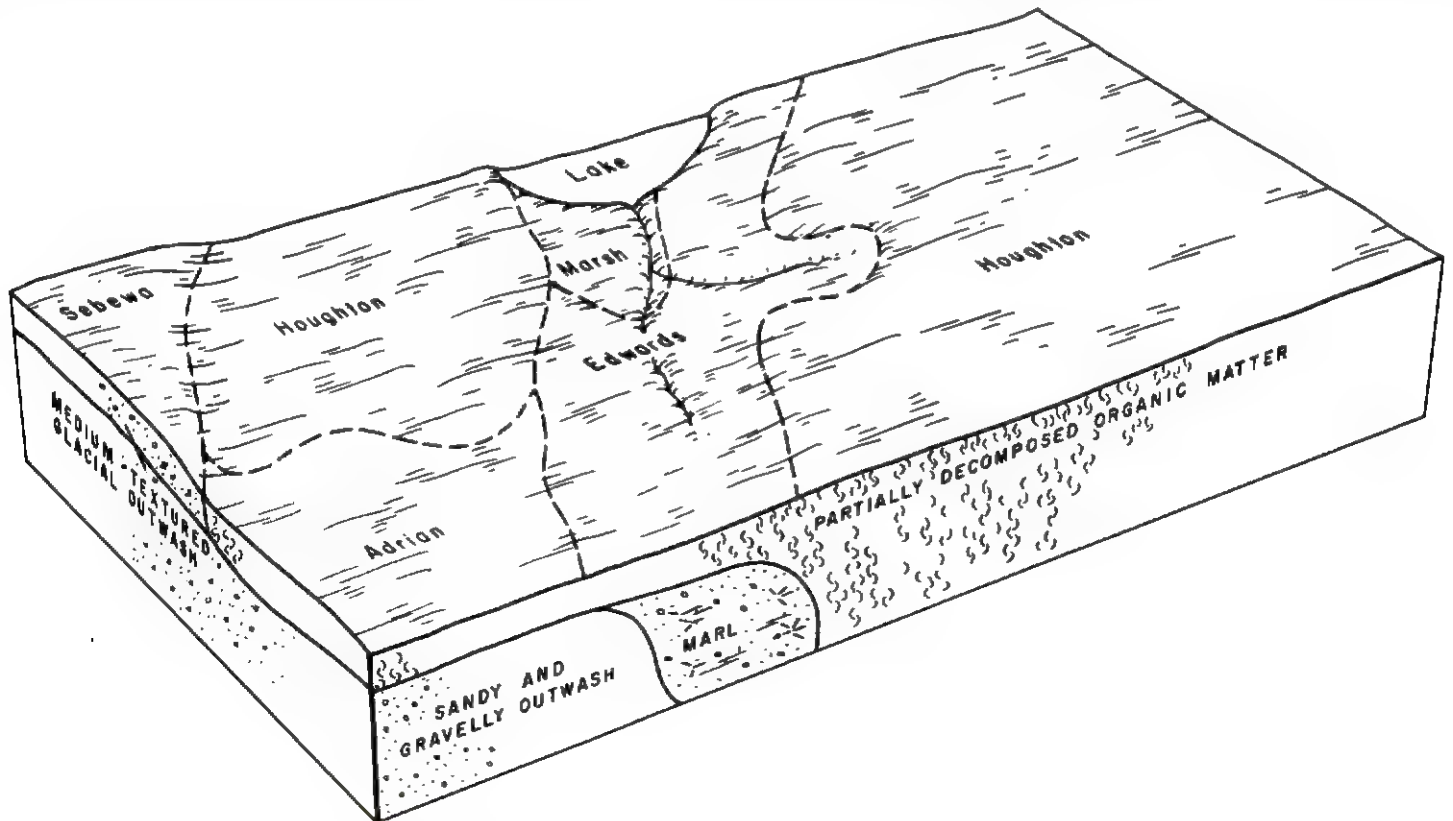 Lake
Sebewa
Houghton
Marsh
Houghton
Edwards
Adrian
MEDIUM-TEXTURED
GLACIAL OUTWASH
PARTIALLY DECOMPOSED ORGANIC MATTER
MARL
SANDY AND
GRAVELLY OUTWASH